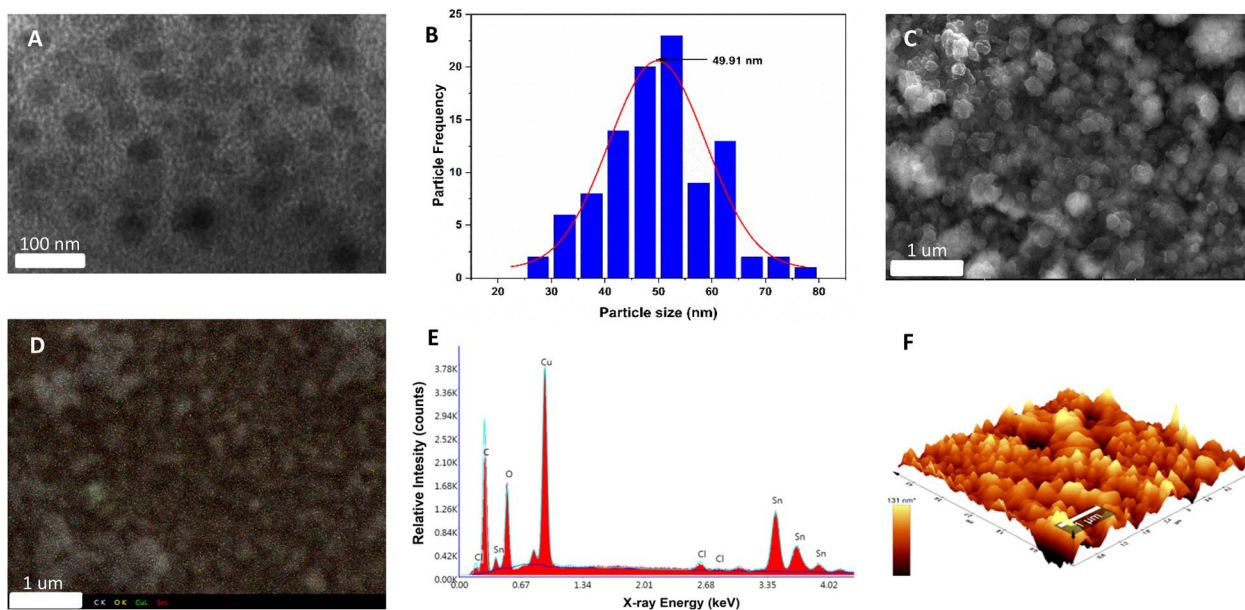 A
100 nm
B
25
20
15
10
5
0
Particle Frequency
49.91 nm
20 30 40 50 60 70 80
Particle size (nm)
C
1 um
D
1 um
C K O K CuL SnL
E
3.78K
3.36K
2.94K
2.52K
2.10K
1.68K
1.26K
0.84K
0.42K
0.00K
Relative Intesity (counts)
Cl
C
Sn
O
Cu
Cl
Cl
Sn
Sn
Sn
0.00 0.67 1.34 2.01 2.68 3.35 4.02
X-ray Energy (keV)
F
131 nm*
1 µm